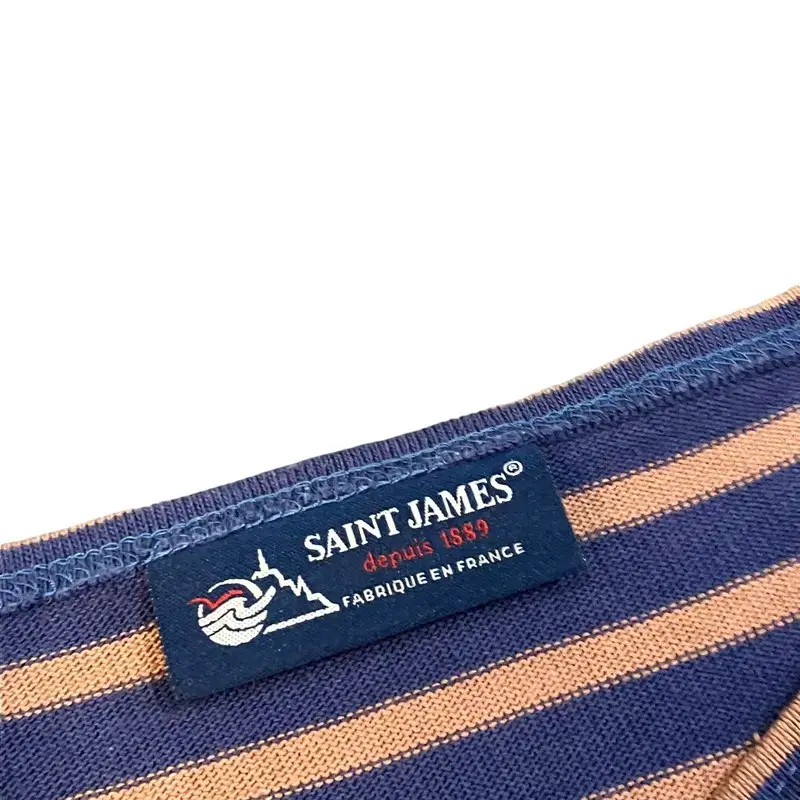 SAINT JAMES®
depuis 1889
FABRIQUE EN FRANCE